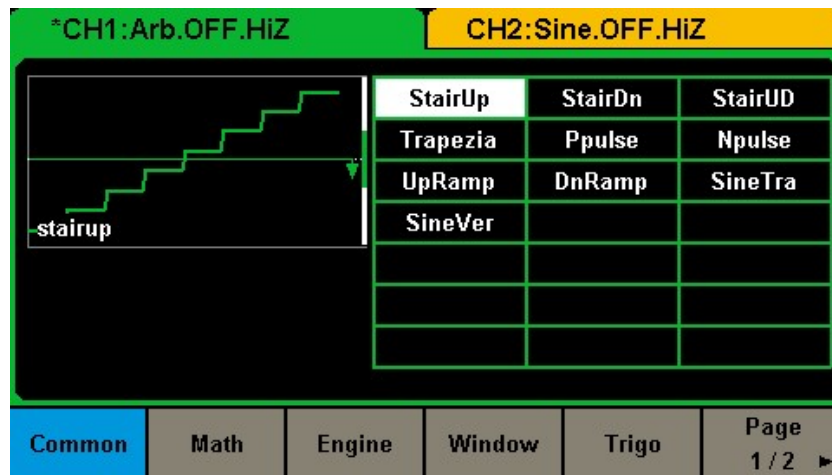 *CH1:Arb.OFF.HiZ
CH2:Sine.OFF.HiZ
StairUp StairDn StairUD
Trapezia Ppulse Npulse
UpRamp DnRamp SineTra
SineVer
stairup
Common Math Engine Window Trigo Page
1/2 ►